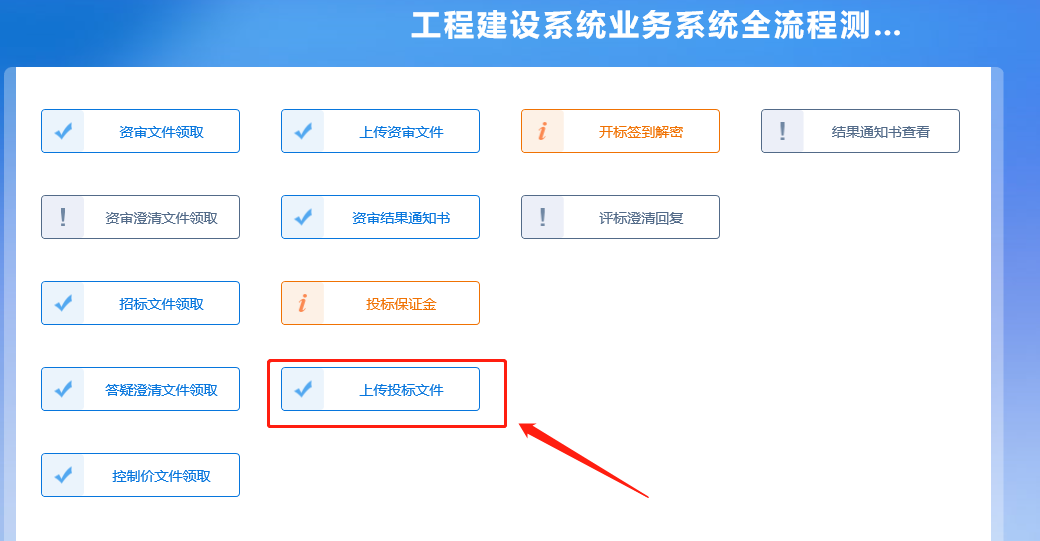 工程建设系统业务系统全流程测...
资审文件领取
上传资审文件
开标签到解密
结果通知书查看
资审澄清文件领取
资审结果通知书
评标澄清回复
招标文件领取
投标保证金
答疑澄清文件领取
上传投标文件
控制价文件领取